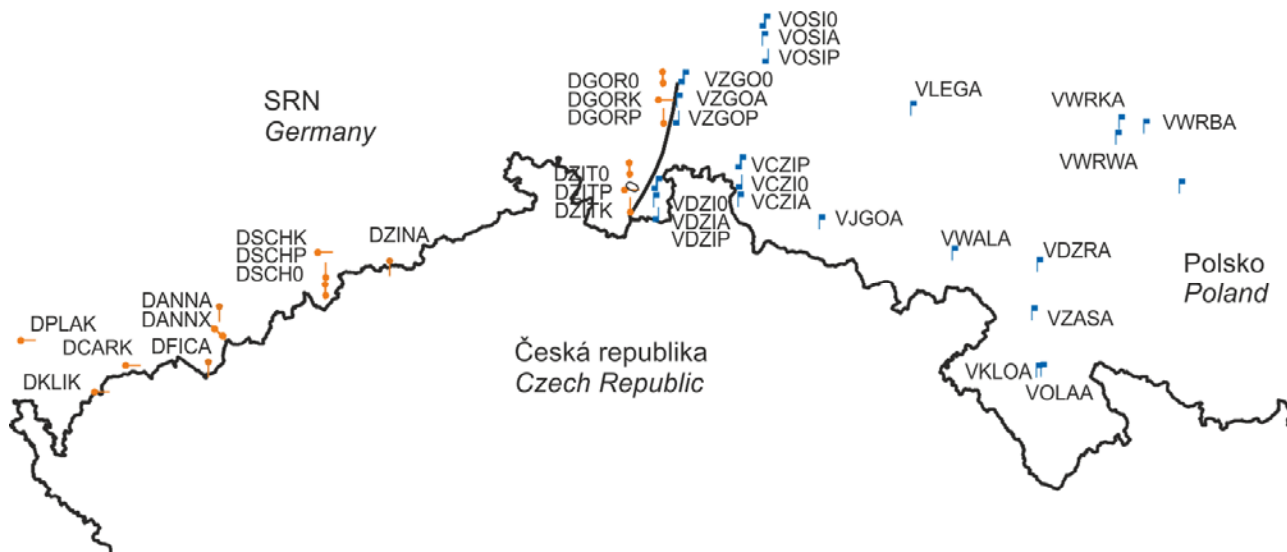 VOSI0
VOSIA
VOSIP
DGOR0
DGORK
DGORP
VZGO0
VZGOA
VZGOP
VLEGA
VWRKA
VWRBA
VWRWA
SRN
Germany
DZIT0
DZITP
DZITK
VDZI0
VDZIA
VDZIP
VCZIP
VCZI0
VCZIA
VJGOA
VWALA
VDZRA
Polsko
Poland
DSCHK
DSCHP
DSCH0
DZINA
DANNA
DANNX
DPLAK
DCARK
DFICA
DKLIK
Česká republika
Czech Republic
VZASA
VKLOA
VOLAA